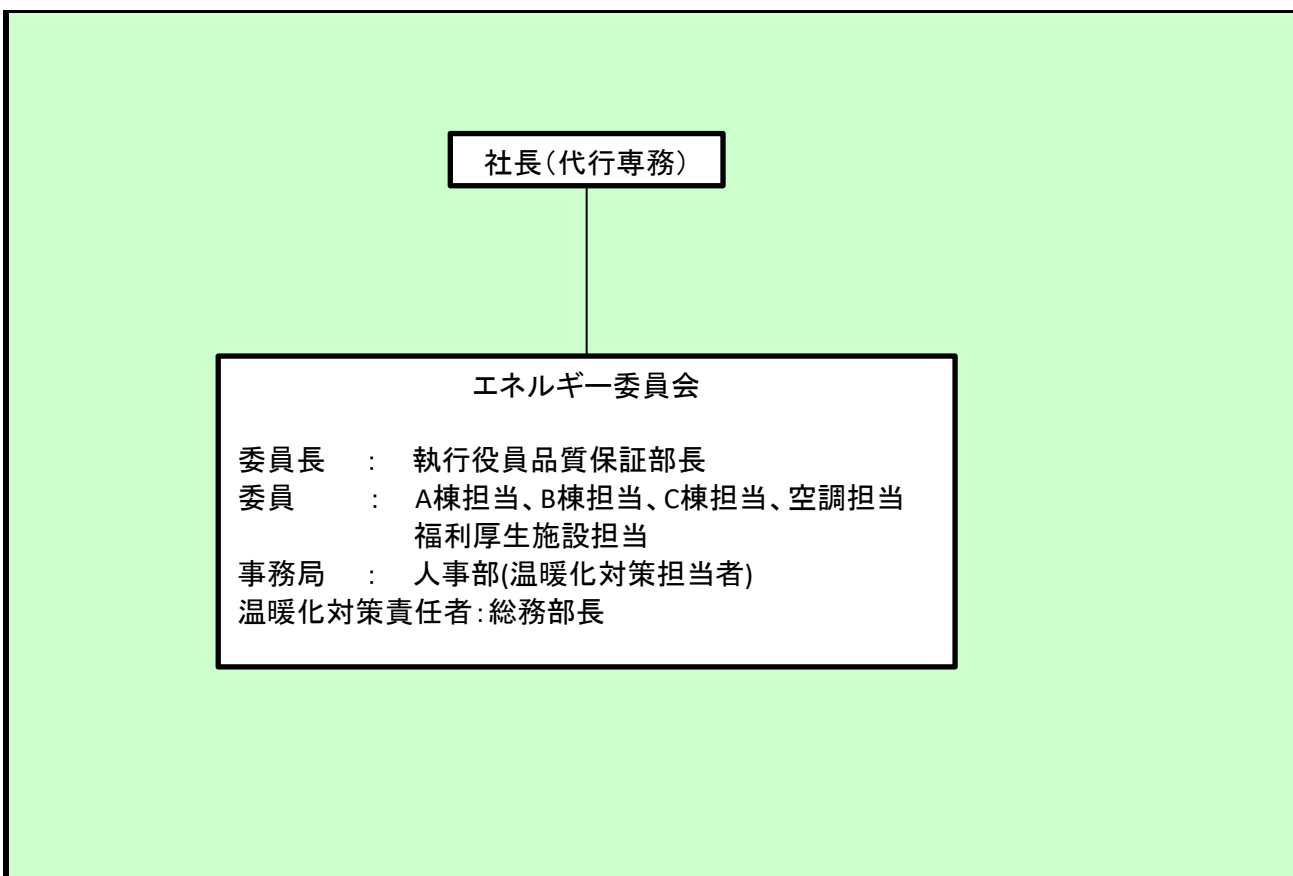 社長（代行専務）
エネルギー委員会
委員長　：　執行役員品質保証部長
委員　：　A棟担当、B棟担当、C棟担当、空調担当
福利厚生施設担当
事務局　：　人事部(温暖化対策担当者)
温暖化対策責任者：総務部長